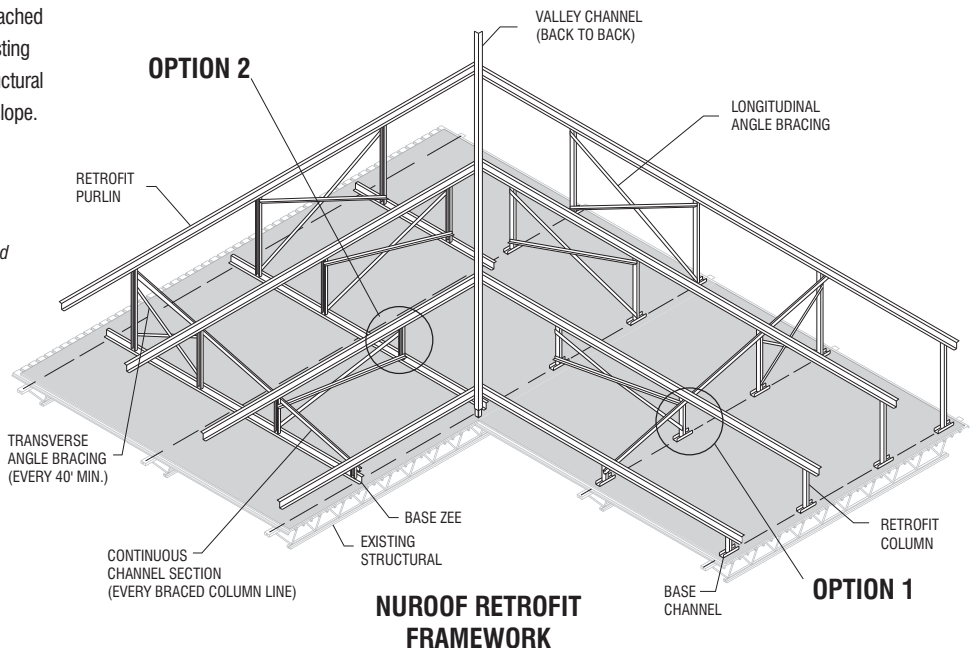 ached
sting
uctural
slope.
d
VALLEY CHANNEL
(BACK TO BACK)
OPTION 2
LONGITUDINAL
ANGLE BRACING
RETROFIT
PURLIN
TRANSVERSE
ANGLE BRACING
(EVERY 40' MIN.)
CONTINUOUS
CHANNEL SECTION
(EVERY BRACED COLUMN LINE)
BASE ZEE
EXISTING
STRUCTURAL
BASE
CHANNEL
RETROFIT
COLUMN
OPTION 1
NUROOF RETROFIT
FRAMEWORK